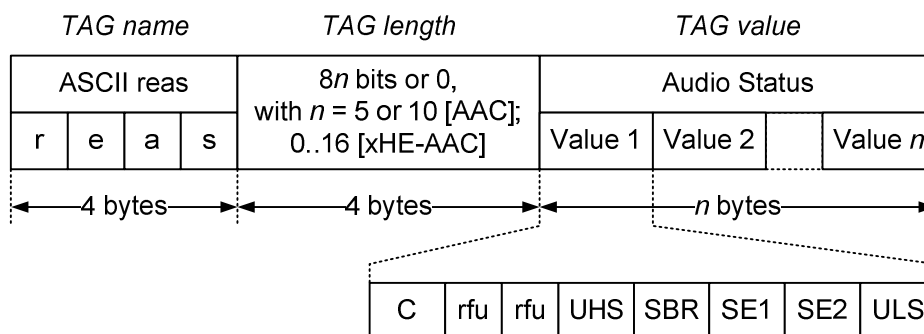 TAG name TAG length TAG value
ASCII reas
r e a s
8n bits or 0,
with n = 5 or 10 [AAC];
0..16 [xHE-AAC]
Audio Status
Value 1 Value 2 Value n
4 bytes 4 bytes n bytes
C rfu rfu UHS SBR SE1 SE2 ULS